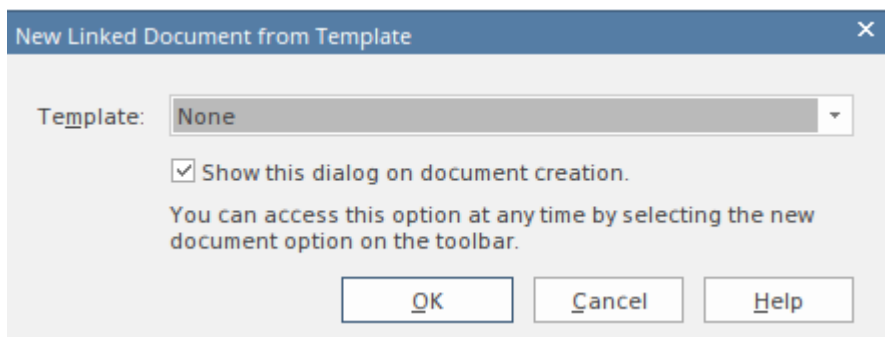 New Linked Document from Template
Template: None
Show this dialog on document creation.
You can access this option at any time by selecting the new
document option on the toolbar.
OK Cancel Help